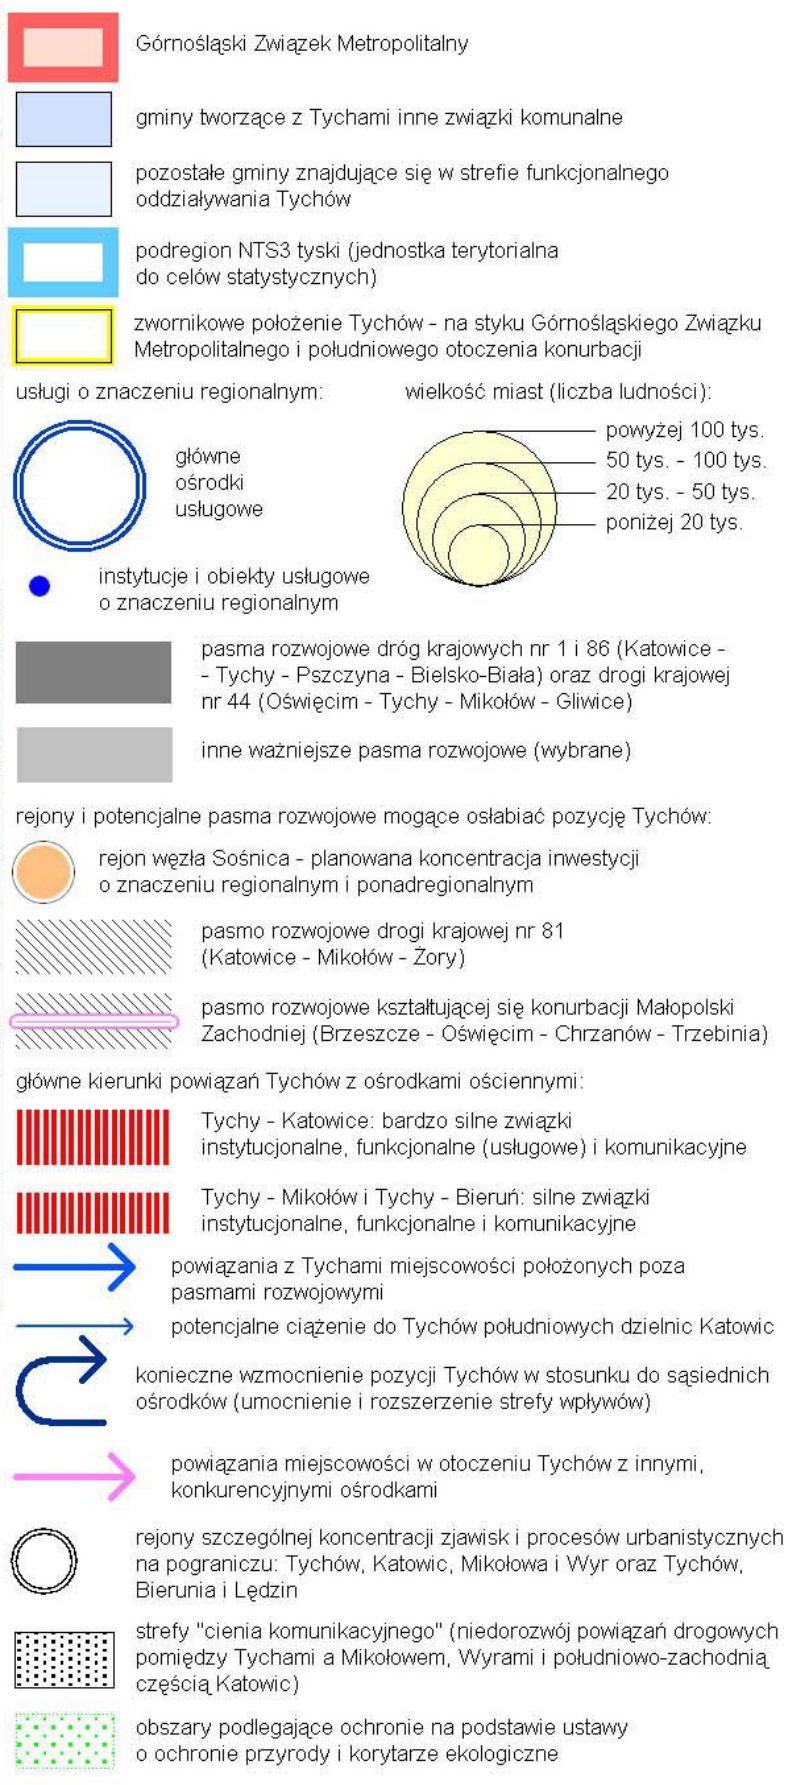 Górnośląski Związek Metropolitalny
gminy tworzące z Tychami inne związki komunalne
pozostałe gminy znajdujące się w strefie funkcjonalnego
oddziaływania Tychów
podregion NTS3 tyski (jednostka terytorialna
do celów statystycznych)
zwornikowe położenie Tychów - na styku Górnośląskiego Związku
Metropolitalnego i południowego otoczenia konurbacji
usługi o znaczeniu regionalnym:
główne
ośrodki
usługowe
instytucje i obiekty usługowe
o znaczeniu regionalnym
wielkość miast (liczba ludności):
powyżej 100 tys.
50 tys. - 100 tys.
20 tys. - 50 tys.
poniżej 20 tys.
pasma rozwojowe dróg krajowych nr 1 i 86 (Katowice -
- Tychy - Pszczyna - Bielsko-Biała) oraz drogi krajowej
nr 44 (Oświęcim - Tychy - Mikołów - Gliwice)
inne ważniejsze pasma rozwojowe (wybrane)
rejony i potencjalne pasma rozwojowe mogące osłabiać pozycję Tychów:
rejon węzła Sośnica - planowana koncentracja inwestycji
o znaczeniu regionalnym i ponadregionalnym
pasmo rozwojowe drogi krajowej nr 81
(Katowice - Mikołów - Żory)
pasmo rozwojowe kształtującej się konurbacji Małopolski
Zachodniej (Brzeszcze - Oświęcim - Chrzanów - Trzebinia)
główne kierunki powiązań Tychów z ośrodkami ościennymi:
Tychy - Katowice: bardzo silne związki
instytucjonalne, funkcjonalne (usługowe) i komunikacyjne
Tychy - Mikołów i Tychy - Bieruń: silne związki
instytucjonalne, funkcjonalne i komunikacyjne
powiązania z Tychami miejscowości położonych poza
pasmami rozwojowymi
potencjalne ciążenie do Tychów południowych dzielnic Katowic
konieczne wzmocnienie pozycji Tychów w stosunku do sąsiednich
ośrodków (umocnienie i rozszerzenie strefy wpływów)
powiązania miejscowości w otoczeniu Tychów z innymi,
konkurencyjnymi ośrodkami
rejony szczególnej koncentracji zjawisk i procesów urbanistycznych
na pograniczu: Tychów, Katowic, Mikołowa i Wyr oraz Tychów,
Bierunia i Lędzin
strefy "cienia komunikacyjnego" (niedorozwój powiązań drogowych
pomiędzy Tychami a Mikołowem, Wyrami i południowo-zachodnią
częścią Katowic)
obszary podlegające ochronie na podstawie ustawy
o ochronie przyrody i korytarze ekologiczne